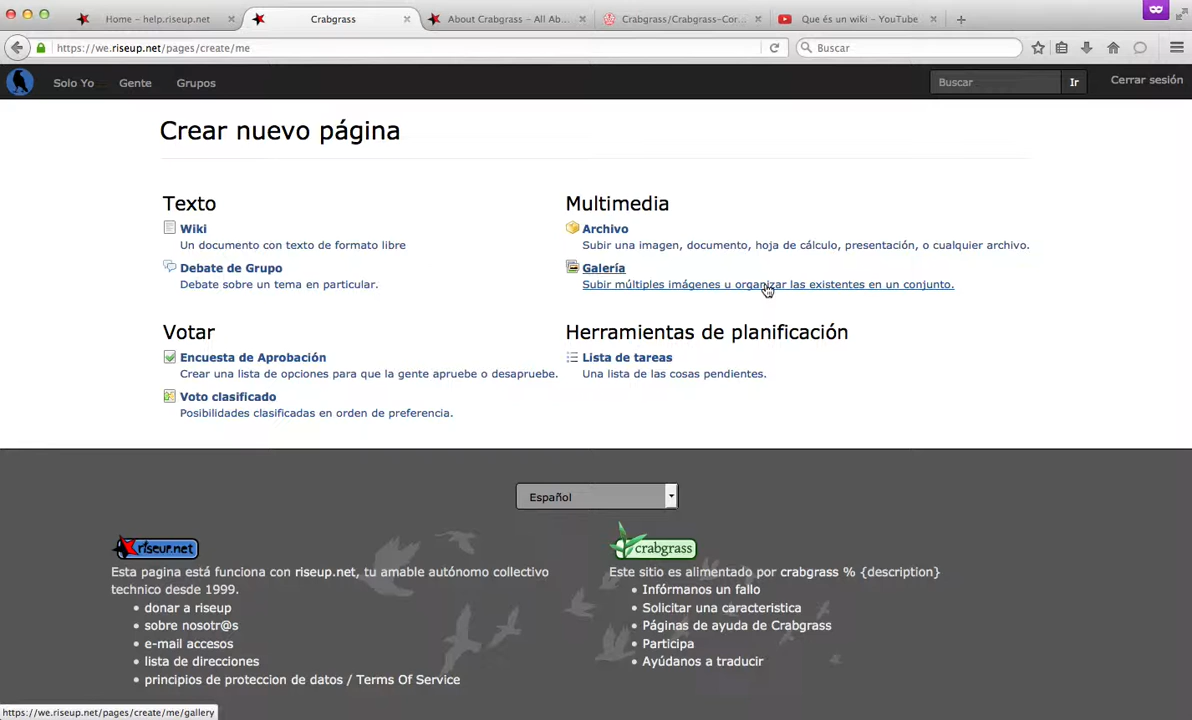 Home – help.riseup.net
Crabgrass
About Crabgrass – All Ab...
Crabgrass/Crabgrass-Cor...
Que és un wiki – YouTube
https://we.riseup.net/pages/create/me
Buscar
Solo Yo
Gente
Grupos
Buscar
Ir
Cerrar sesión
Crear nuevo página
Texto
Wiki
Un documento con texto de formato libre
Debate de Grupo
Debate sobre un tema en particular.
Multimedia
Archivo
Subir una imagen, documento, hoja de cálculo, presentación, o cualquier archivo.
Galería
Subir múltiples imágenes u organizar las existentes en un conjunto.
Votar
Encuesta de Aprobación
Crear una lista de opciones para que la gente apruebe o desapruebe.
Voto clasificado
Posibilidades clasificadas en orden de preferencia.
Herramientas de planificación
Lista de tareas
Una lista de las cosas pendientes.
Español
riseup.net
Esta pagina está funciona con riseup.net, tu amable autónomo colectivo
technico desde 1999.
donar a riseup
sobre nosotr@s
e-mail accesos
lista de direcciones
principios de proteccion de datos / Terms Of Service
crabgrass
Este sitio es alimentado por crabgrass % {description}
Infórmanos un fallo
Solicitar una caracteristica
Páginas de ayuda de Crabgrass
Participa
Ayúdanos a traducir
https://we.riseup.net/pages/create/me/gallery